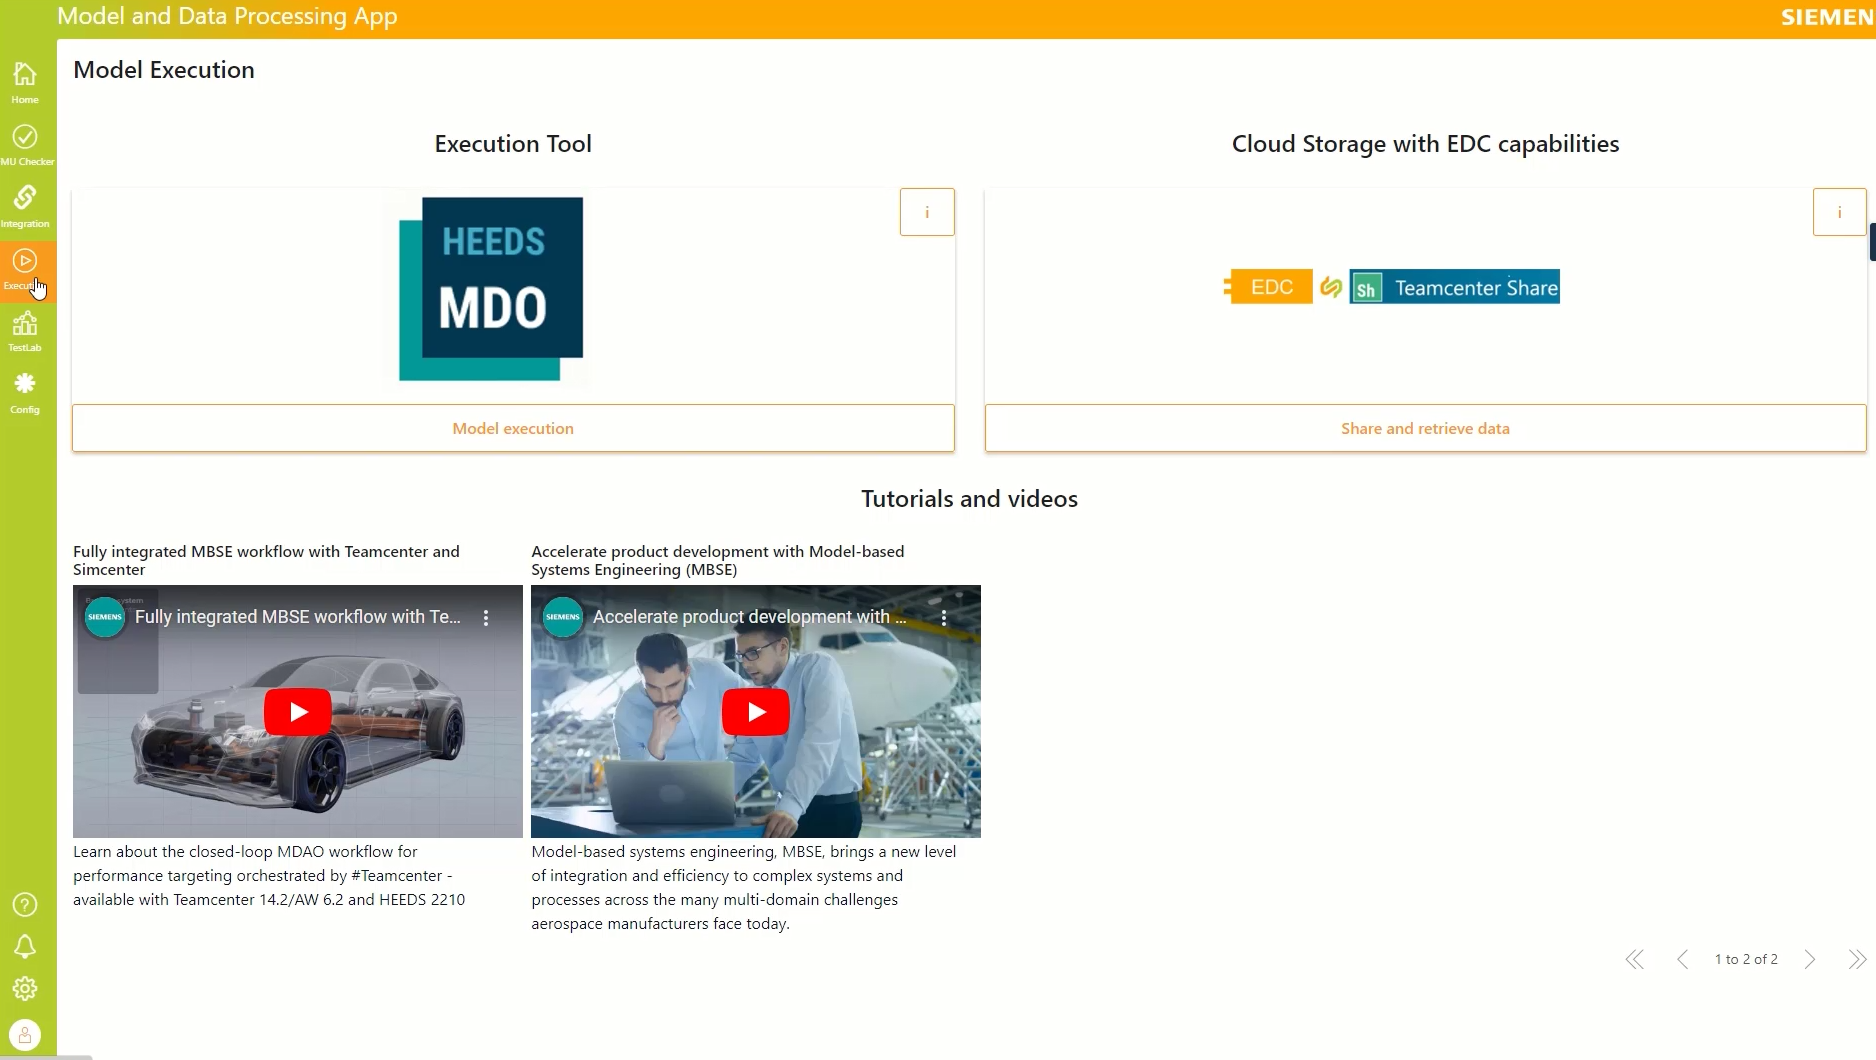 Model and Data Processing App
SIEMEN
Model Execution
Home
MU Checker
Integration
TestLab
Config
Execution Tool
Cloud Storage with EDC capabilities
i
i
HEEDS
MDO
EDC
Sh
Teamcenter Share
Model execution
Share and retrieve data
Tutorials and videos
Fully integrated MBSE workflow with Teamcenter and
Simcenter
SIEMENS
Fully integrated MBSE workflow with Te...
Learn about the closed-loop MDAO workflow for
performance targeting orchestrated by #Teamcenter -
available with Teamcenter 14.2/AW 6.2 and HEEDS 2210
Accelerate product development with Model-based
Systems Engineering (MBSE)
SIEMENS
Accelerate product development with ...
Model-based systems engineering, MBSE, brings a new level
of integration and efficiency to complex systems and
processes across the many multi-domain challenges
aerospace manufacturers face today.
1 to 2 of 2